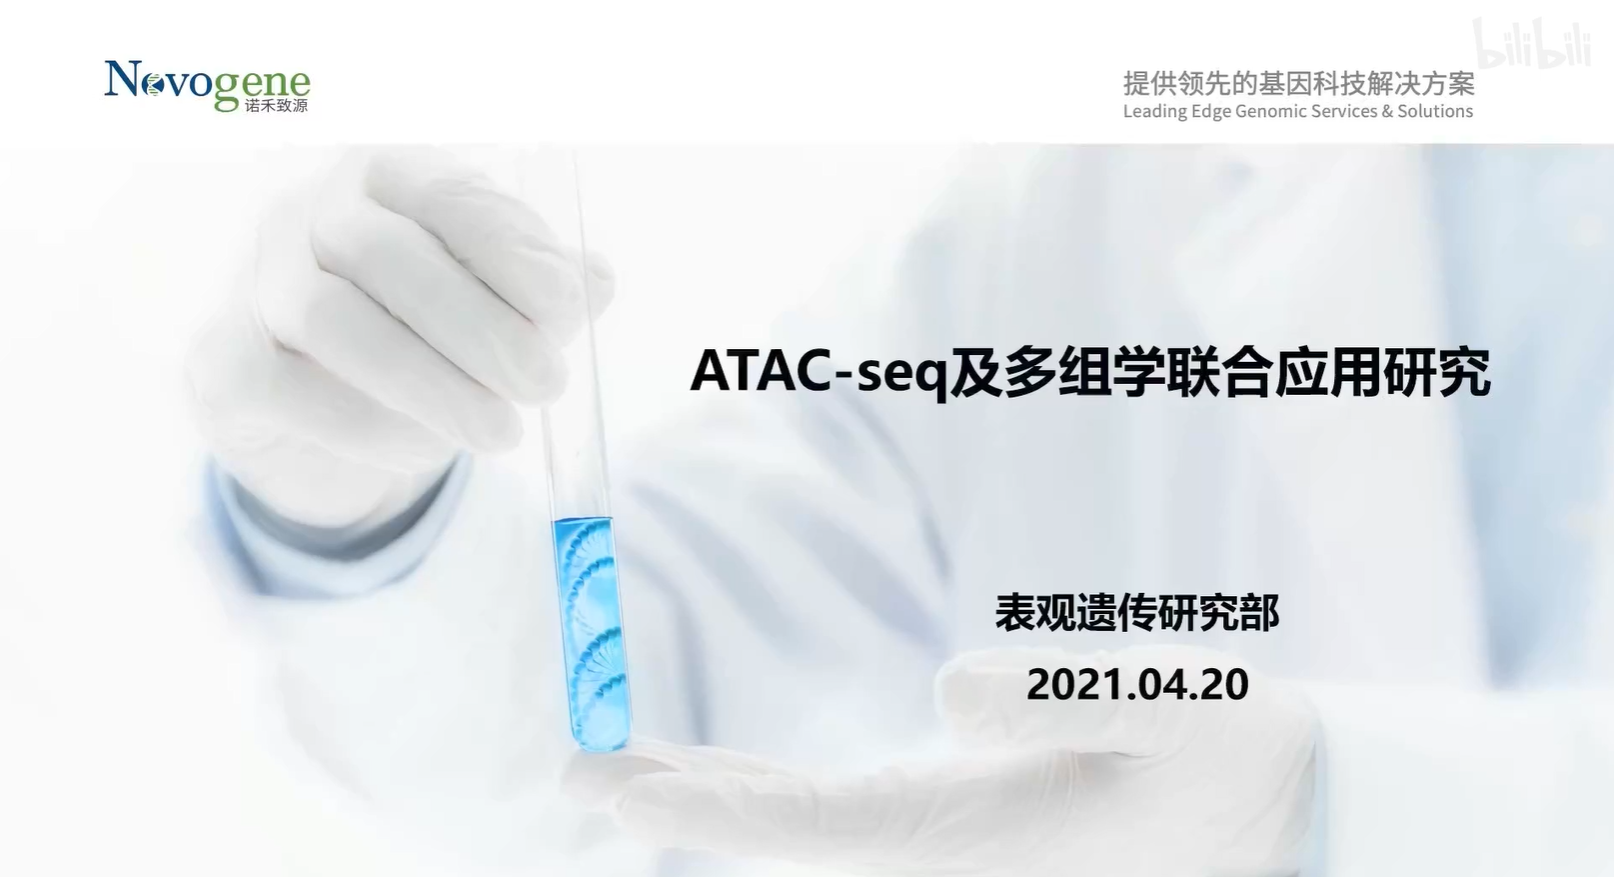 Novogene
诺禾致源
bilibili
提供领先的基因科技解决方案
Leading Edge Genomic Services & Solutions
ATAC-seq及多组学联合应用研究
表观遗传研究部
2021.04.20